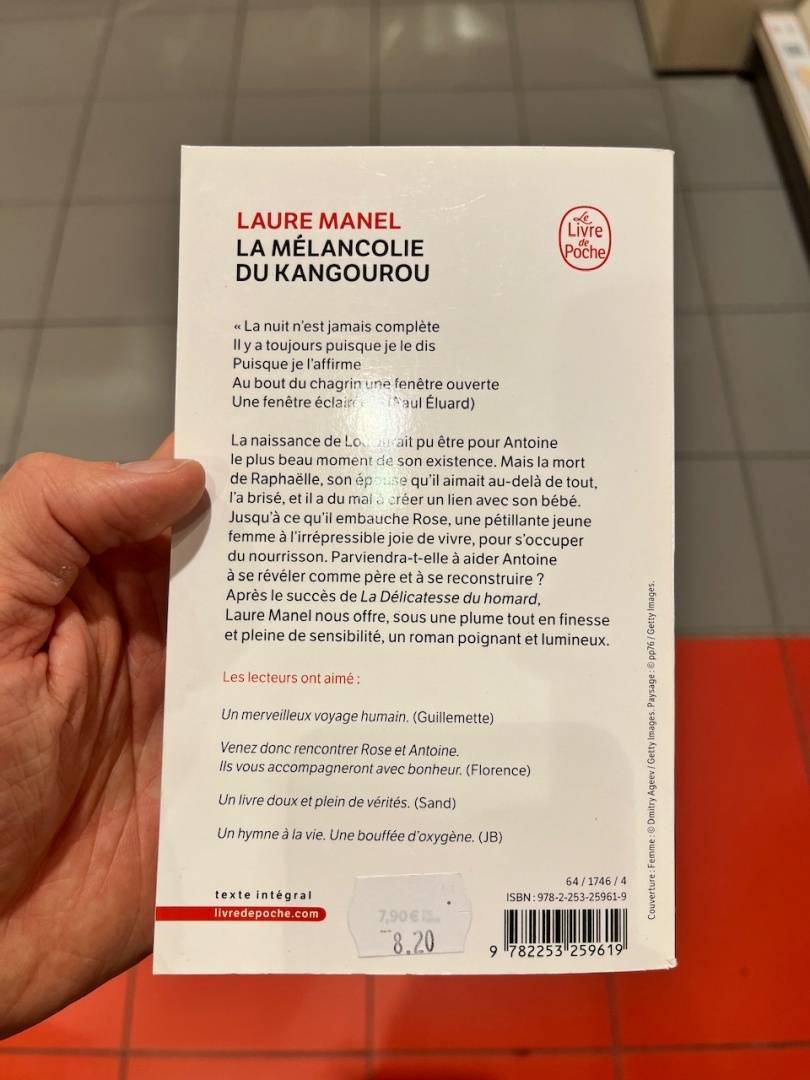 LAURE MANEL
LA MÉLANCOLIE
DU KANGOUROU
Le
Livre
de
Poche
« La nuit n'est jamais complète
Il y a toujours puisque je le dis
Puisque je l'affirme
Au bout du chagrin une fenêtre ouverte
Une fenêtre Paul Éluard)
La naissance de pu être pour Antoine
le plus beau moment de son existence. Mais la mort
de Raphaëlle, son épouse qu'il aimait au-delà de tout,
l'a brisé, et il a du mal à créer un lien avec son bébé.
Jusqu'à ce qu'il embauche Rose, une pétillante jeune
femme à l'irrépressible joie de vivre, pour s'occuper
du nourrisson. Parviendra-t-elle à aider Antoine
à se révéler comme père et à se reconstruire ?
Après le succès de La Délicatesse du homard,
Laure Manel nous offre, sous une plume tout en finesse
et pleine de sensibilité, un roman poignant et lumineux.
Les lecteurs ont aimé :
Un merveilleux voyage humain. (Guillemette)
Venez donc rencontrer Rose et Antoine.
Ils vous accompagneront avec bonheur. (Florence)
Un livre doux et plein de vérités. (Sand)
Un hymne à la vie. Une bouffée d'oxygène. (JB)
texte intégral
livredepoche.com
7,90 €
8.20
64 / 1746 / 4
ISBN : 978-2-253-25961-9
9 782253 259619
Couverture : Femme : © Dmitry Ageev / Getty Images. Paysage : © pp76 / Getty Images.